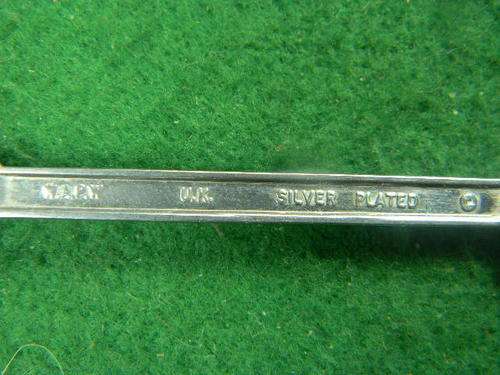 W.A.P.W. U.K. SILVER PLATED